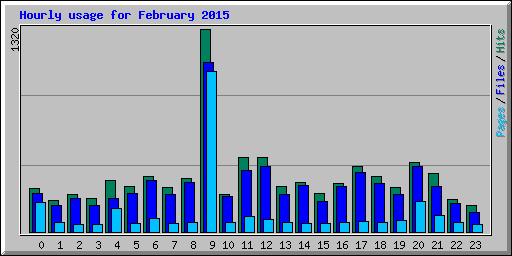 Hourly usage for February 2015
1320
Pages / Files / Hits
0 1 2 3 4 5 6 7 8 9 10 11 12 13 14 15 16 17 18 19 20 21 22 23